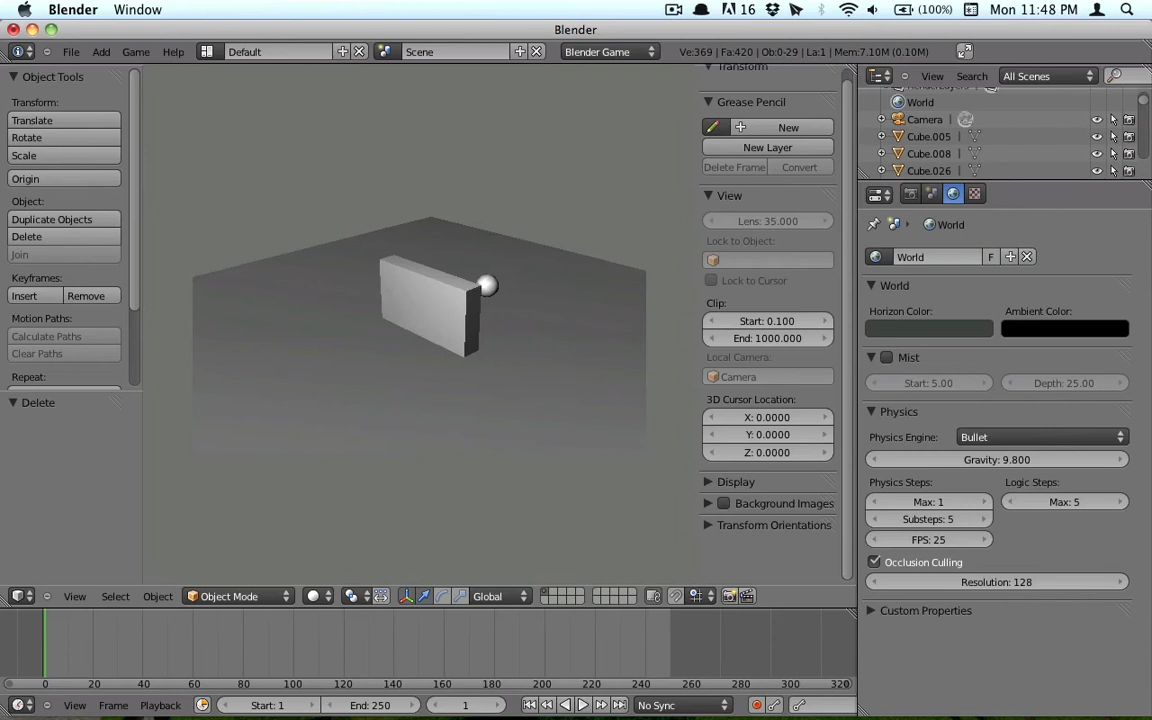 Blender Window 16 (100%) Mon 11:48 PM
Blender
File Add Game Help Default Scene Blender Game Ve:369 | Fa:420 | Ob:0-29 | La:1 | Mem:7.10M (0.10M)
Object Tools
Transform:
Translate
Rotate
Scale
Origin
Object:
Duplicate Objects
Delete
Join
Keyframes:
Insert Remove
Motion Paths:
Calculate Paths
Clear Paths
Repeat:
Delete
Transform
Grease Pencil
New
New Layer
Delete Frame Convert
View
Lens: 35.000
Lock to Object:
Lock to Cursor
Clip:
Start: 0.100
End: 1000.000
Local Camera:
Camera
3D Cursor Location:
X: 0.0000
Y: 0.0000
Z: 0.0000
Display
Background Images
Transform Orientations
View Search All Scenes
RenderLayers
World
Camera
Cube.005
Cube.008
Cube.026
World
World F
World
Horizon Color: Ambient Color:
Mist
Start: 5.00 Depth: 25.00
Physics
Physics Engine: Bullet
Gravity: 9.800
Physics Steps: Logic Steps:
Max: 1 Max: 5
Substeps: 5
FPS: 25
Occlusion Culling
Resolution: 128
Custom Properties
View Select Object Object Mode Global
0 20 40 60 80 100 120 140 160 180 200 220 240 260 280 300 320
View Frame Playback Start: 1 End: 250 1 No Sync